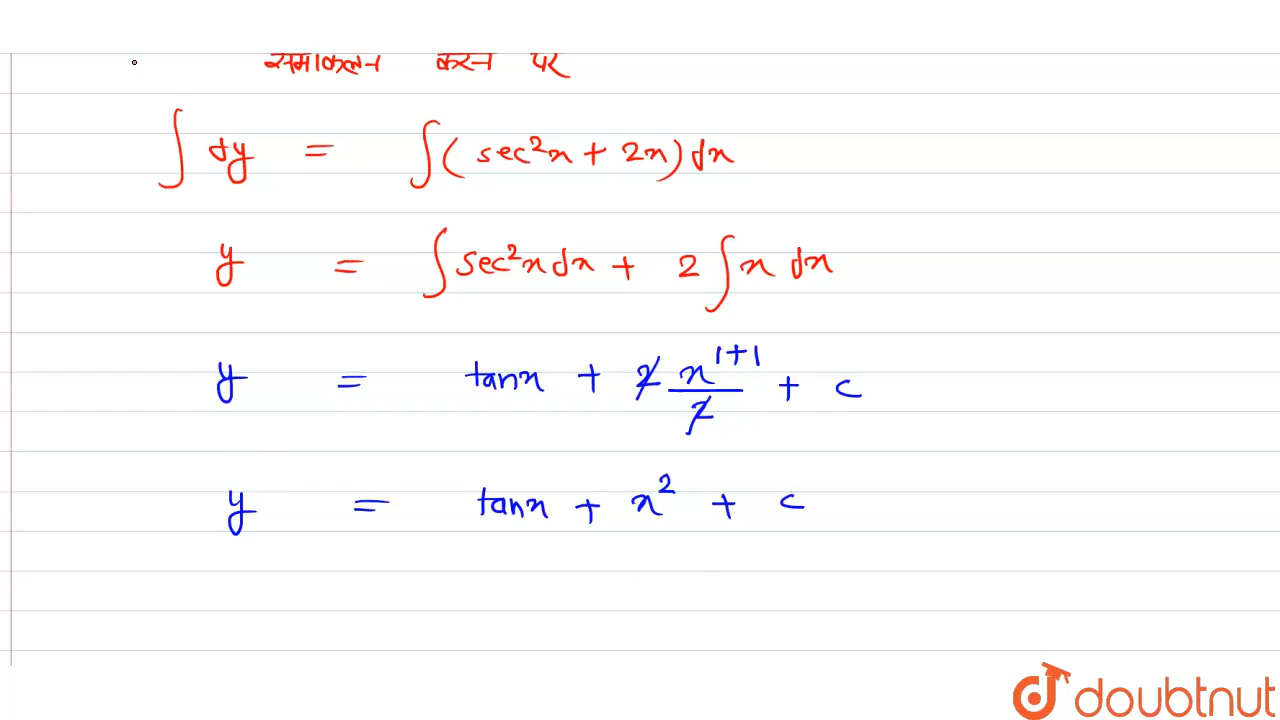 समाकलन करने पर
∫ dy = ∫ (sec²x + 2x) dx
y = ∫ sec²x dx + 2 ∫ x dx
y = tanx + 2 x¹⁺¹/2 + c
y = tanx + x² + c
doubtnut